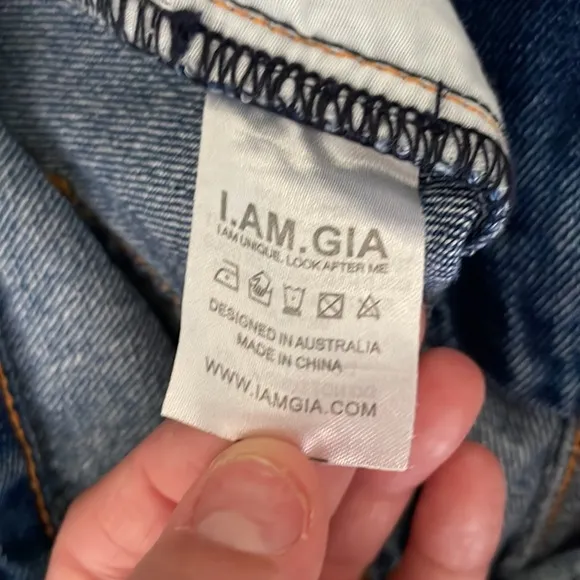 I.AM.GIA
I AM UNIQUE. LOOK AFTER ME
DESIGNED IN AUSTRALIA
MADE IN CHINA
WWW.IAMGIA.COM